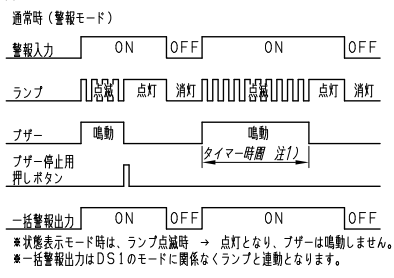 通常時(警報モード)
警報入力 ON OFF ON OFF
ランプ 点滅 点灯 消灯 点滅 点灯 消灯
ブザー 鳴動 鳴動
タイマー時間 注1)
ブザー停止用
押しボタン
一括警報出力 ON OFF ON OFF
※状態表示モード時は、ランプ点滅時 → 点灯となり、ブザーは鳴動しません。
※一括警報出力はDS1のモードに関係なくランプと連動となります。